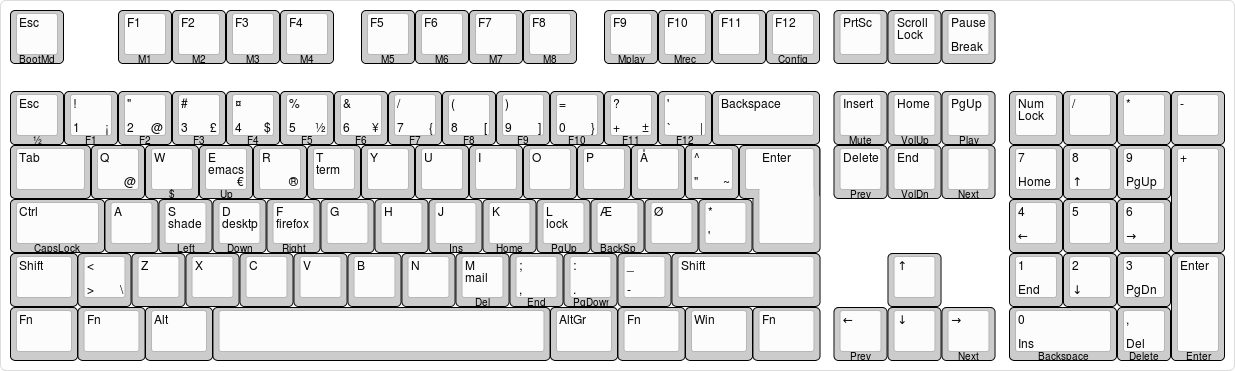 Esc F1 F2 F3 F4 F5 F6 F7 F8 F9 F10 F11 F12 PrtSc Scroll Pause
Lock
Break
BootMd M1 M2 M3 M4 M5 M6 M7 M8 Mplay Mrec Config
Esc ! " # ¤ % & / ( ) = ? ' Backspace Insert Home PgUp Num / * -
Lock
1 ¡ 2 @ 3 £ 4 $ 5 ½ 6 ¥ 7 { 8 [ 9 ] 0 } + ± ` |
½ F1 F2 F3 F4 F5 F6 F7 F8 F9 F10 F11 F12 Mute VolUp Play
Tab Q W E R T Y U I O P Å ^ Enter Delete End 7 8 9 +
emacs term
@ € ® " ~ Home ↑ PgUp
$ Up Prev VolDn Next
Ctrl A S D F G H J K L Æ Ø * 4 5 6
shade desktp firefox lock
' ← →
CapsLock Left Down Right Ins Home PgUp BackSp
Shift < Z X C V B N M ; : _ Shift ↑ 1 2 3 Enter
mail
> \ , . - End ↓ PgDn
Del End PgDown
Fn Fn Alt AltGr Fn Win Fn ← ↓ → 0 ,
Ins Del
Prev Next Backspace Delete Enter